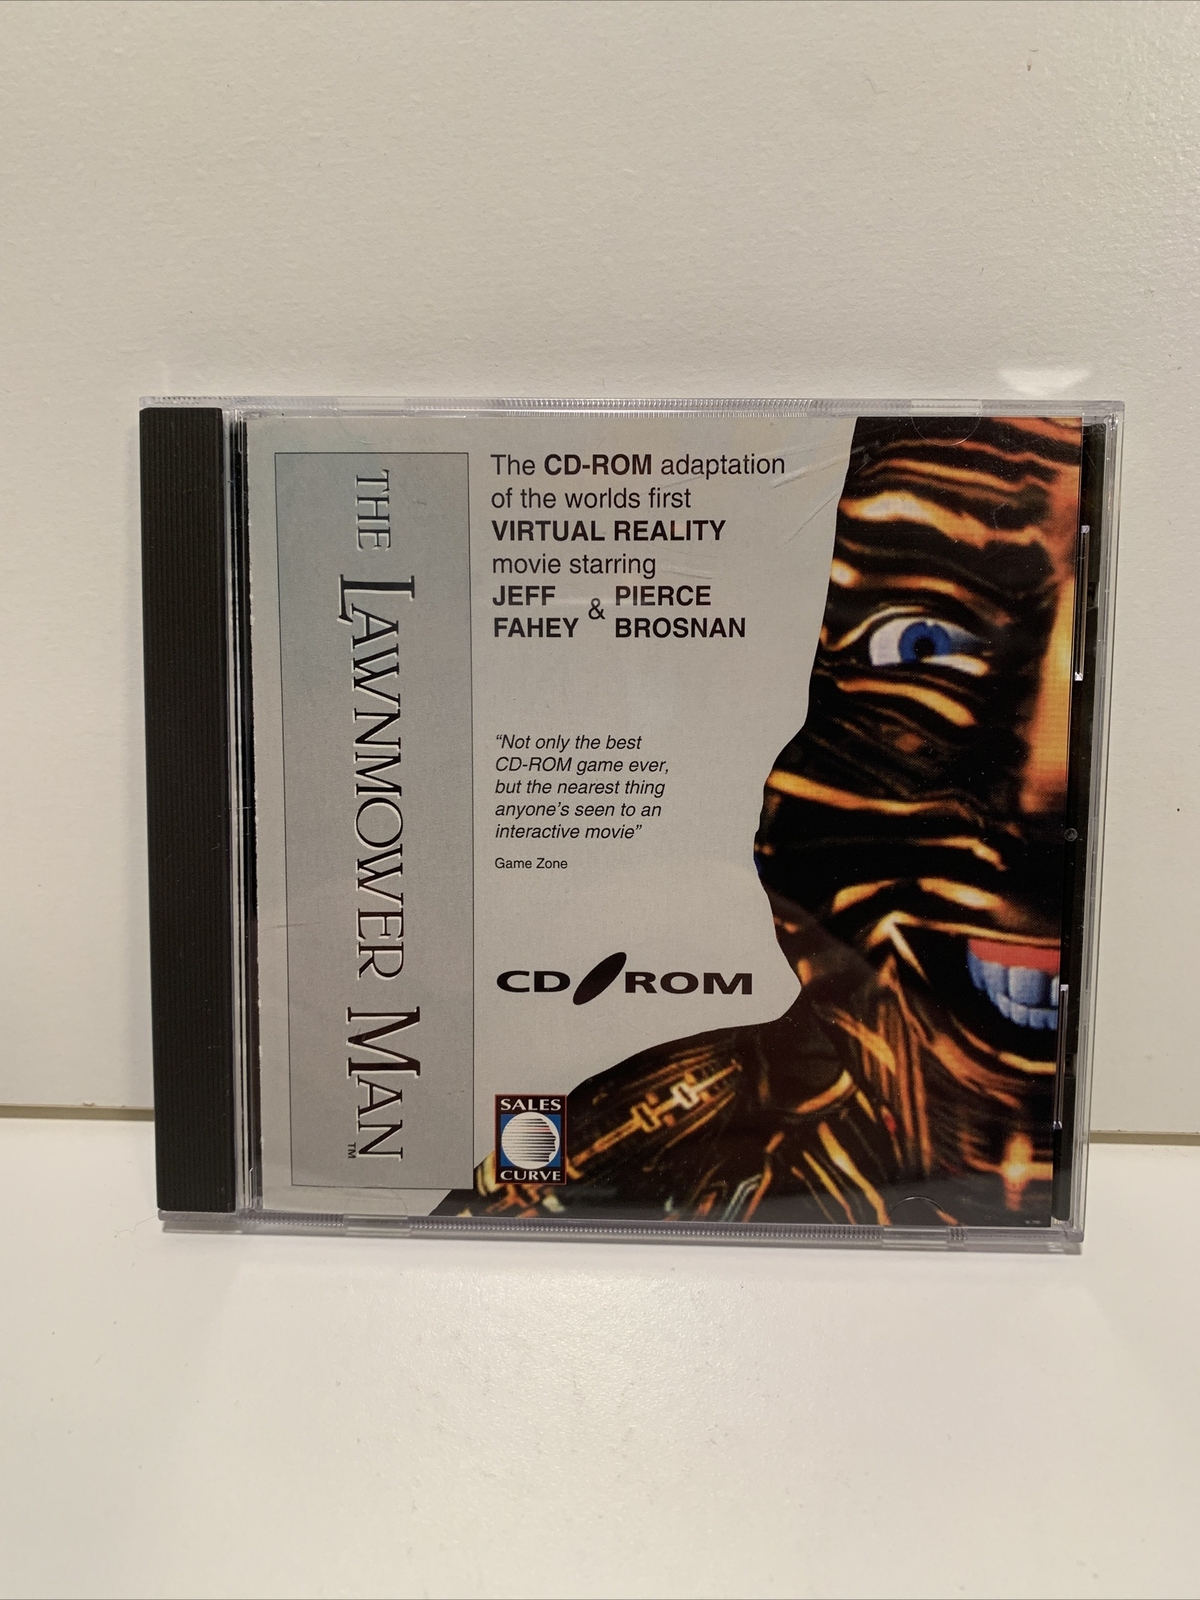 THE LAWNMOWER MAN™
The CD-ROM adaptation
of the worlds first
VIRTUAL REALITY
movie starring
JEFF & PIERCE
FAHEY BROSNAN
“Not only the best
CD-ROM game ever,
but the nearest thing
anyone’s seen to an
interactive movie”
Game Zone
CD ROM
SALES
CURVE